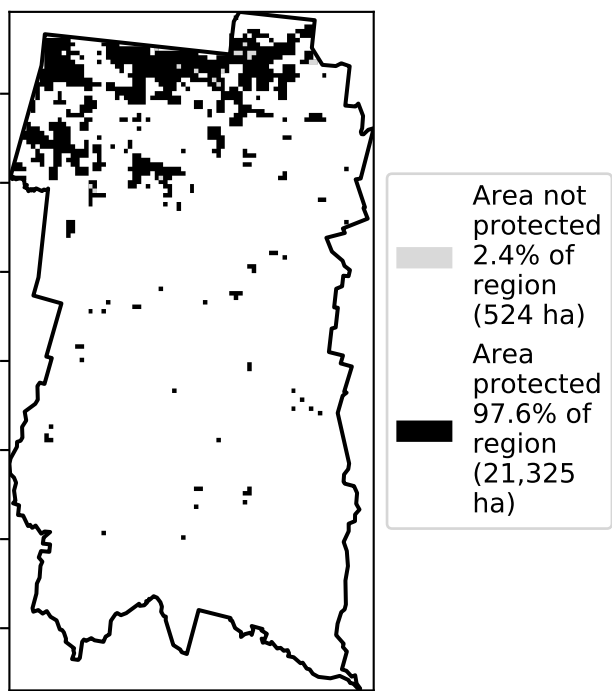 Area not
protected
2.4% of
region
(524 ha)
Area
protected
97.6% of
region
(21,325
ha)